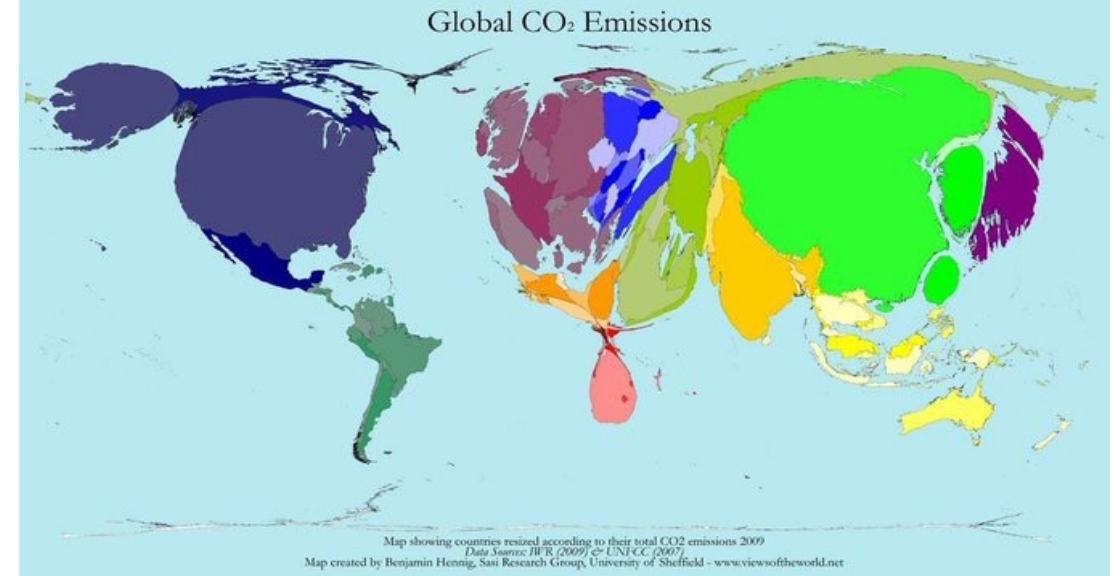 Global CO₂ Emissions
Map showing countries resized according to their total CO2 emissions 2009
Data Sources: IWR (2009) & UNFCC (2007)
Map created by Benjamin Hennig, Sasi Research Group, University of Sheffield - www.viewsoftheworld.net